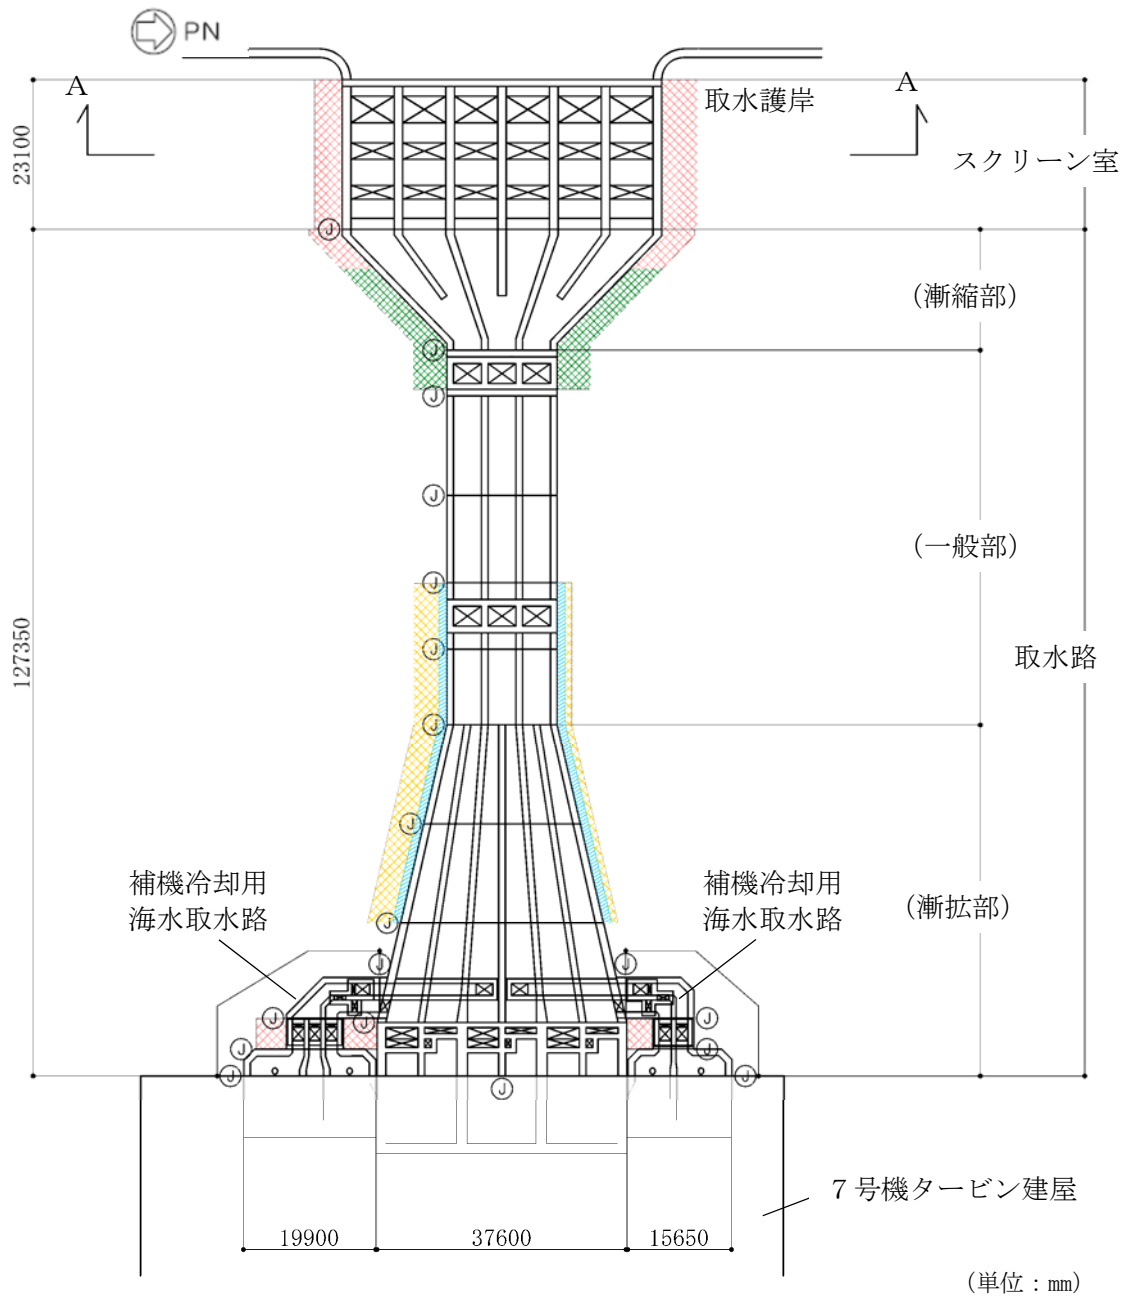 PN
A
A
取水護岸
23100
スクリーン室
J
(漸縮部)
J
J
J
(一般部)
J
127350
J
取水路
J
J
補機冷却用
海水取水路
補機冷却用
海水取水路
(漸拡部)
J
J
J
J
J
J
J
J
J
J
J
7号機タービン建屋
19900
37600
15650
(単位：mm)